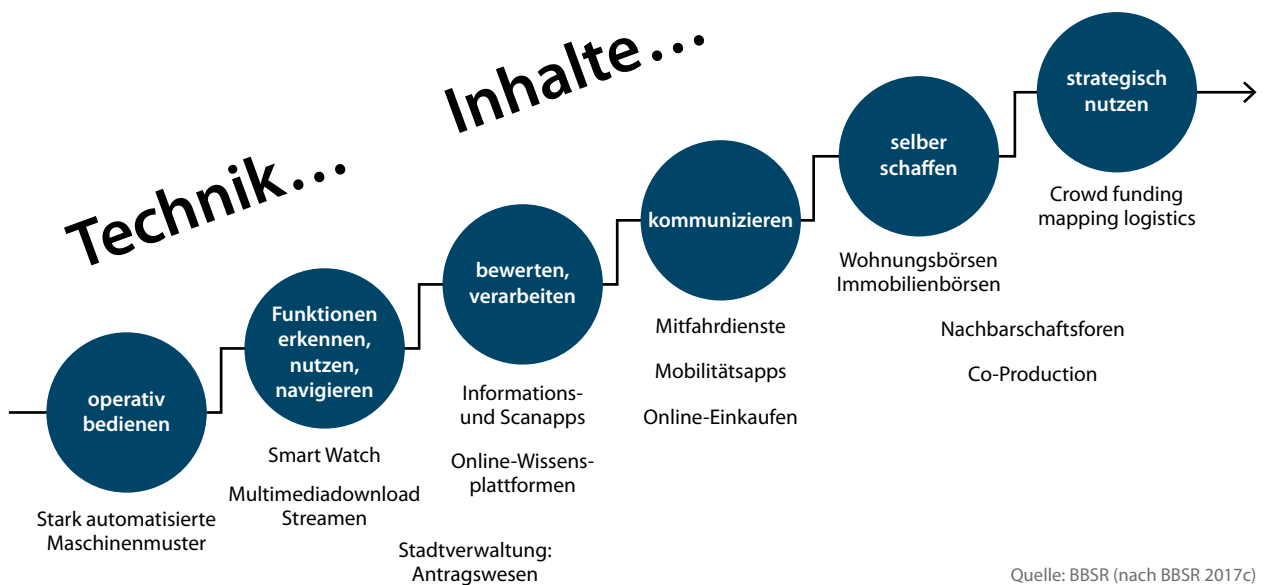 Technik…
Inhalte…
operativ
bedienen
Stark automatisierte
Maschinenmuster
Funktionen
erkennen,
nutzen,
navigieren
Smart Watch
Multimediadownload
Streamen
bewerten,
verarbeiten
Informations-
und Scanapps
Online-Wissens-
plattformen
Stadtverwaltung:
Antragswesen
kommunizieren
Mitfahrdienste
Mobilitätsapps
Online-Einkaufen
selber
schaffen
Wohnungsbörsen
Immobilienbörsen
Nachbarschaftsforen
Co-Production
strategisch
nutzen
Crowd funding
mapping logistics
Quelle: BBSR (nach BBSR 2017c)